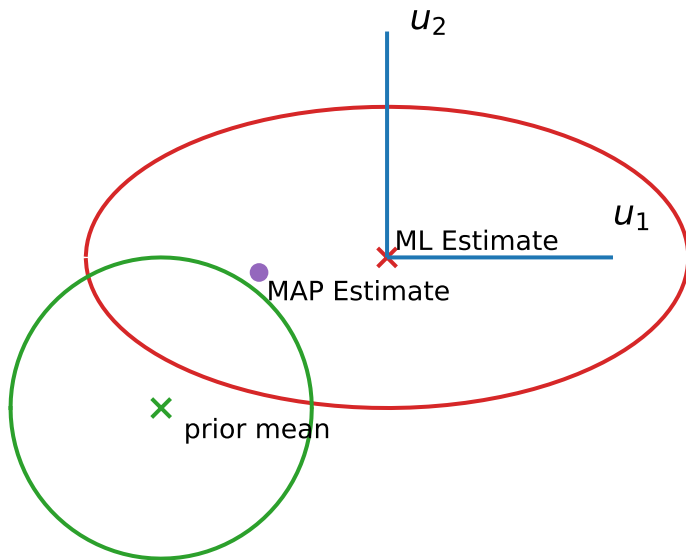 u₂
u₁
ML Estimate
MAP Estimate
prior mean